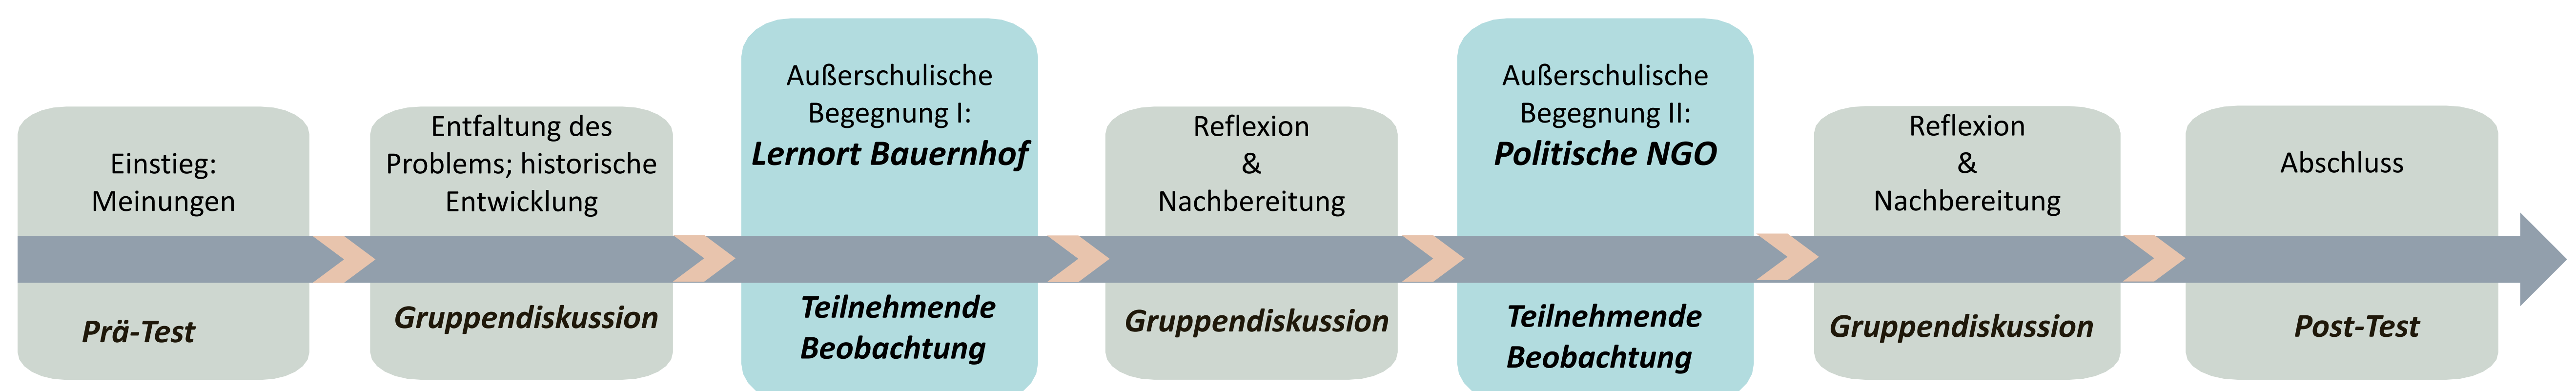 Einstieg:
Meinungen
Prä-Test
Entfaltung des
Problems; historische
Entwicklung
Gruppendiskussion
Außerschulische
Begegnung I:
Lernort Bauernhof
Teilnehmende
Beobachtung
Reflexion
&
Nachbereitung
Gruppendiskussion
Außerschulische
Begegnung II:
Politische NGO
Teilnehmende
Beobachtung
Reflexion
&
Nachbereitung
Gruppendiskussion
Abschluss
Post-Test